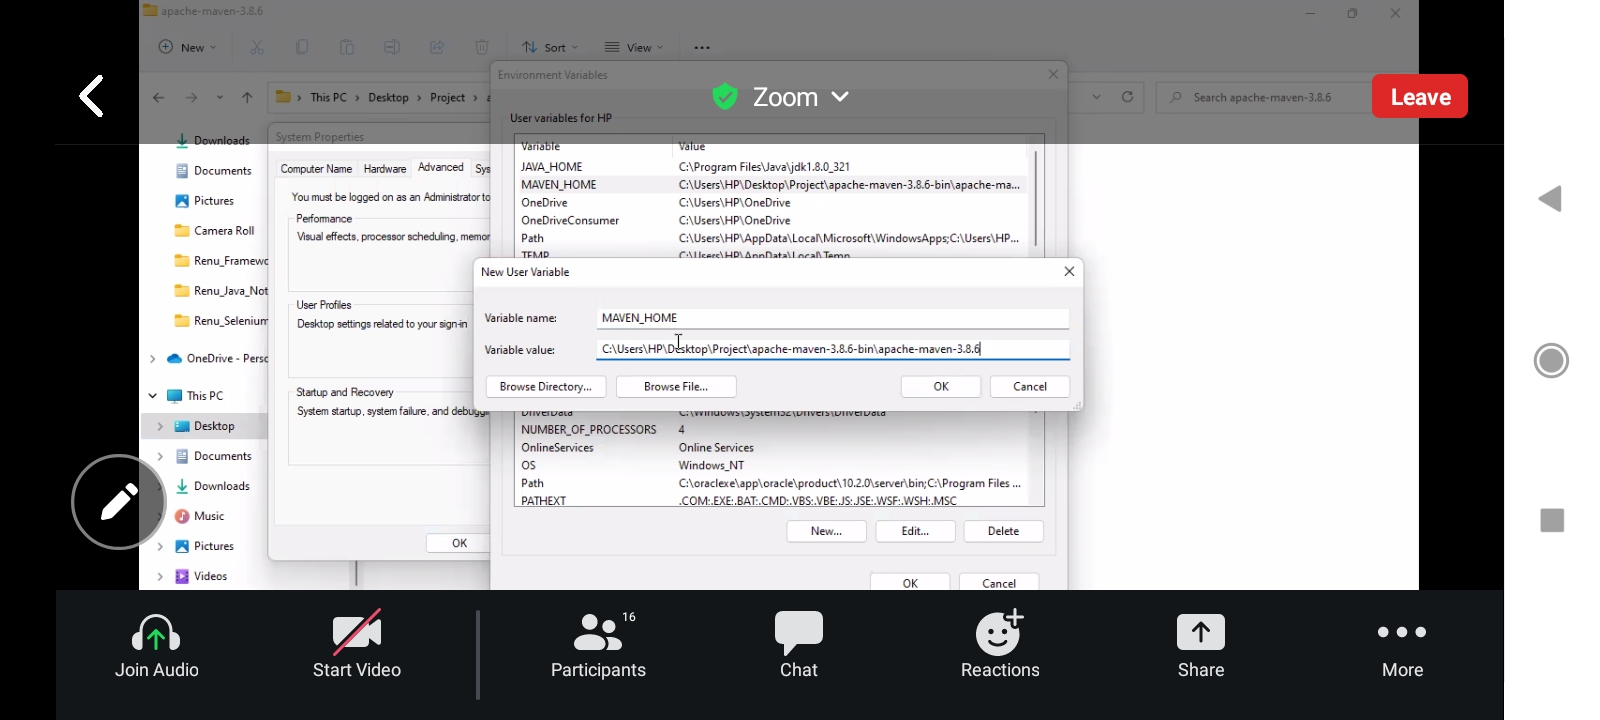 apache-maven-3.8.6
New
Sort
View
This PC > Desktop > Project >
Search apache-maven-3.8.6
Zoom
Leave
Environment Variables
User variables for HP
Variable Value
JAVA_HOME C:\Program Files\Java\jdk1.8.0_321
MAVEN_HOME C:\Users\HP\Desktop\Project\apache-maven-3.8.6-bin\apache-ma...
OneDrive C:\Users\HP\OneDrive
OneDriveConsumer C:\Users\HP\OneDrive
Path C:\Users\HP\AppData\Local\Microsoft\WindowsApps;C:\Users\HP...
TEMP C:\Users\HP\AppData\Local\Temp
System Properties
Computer Name Hardware Advanced Sys
You must be logged on as an Administrator to
Performance
Visual effects, processor scheduling, memor
User Profiles
Desktop settings related to your sign-in
Startup and Recovery
System startup, system failure, and debuggi
OK
Downloads
Documents
Pictures
Camera Roll
Renu_Framewo
Renu_Java_Not
Renu_Selenium
OneDrive - Perso
This PC
Desktop
Documents
Downloads
Music
Pictures
Videos
New User Variable
Variable name: MAVEN_HOME
Variable value: C:\Users\HP\Desktop\Project\apache-maven-3.8.6-bin\apache-maven-3.8.6
Browse Directory... Browse File... OK Cancel
DriverData C:\Windows\System32\Drivers\DriverData
NUMBER_OF_PROCESSORS 4
OnlineServices Online Services
OS Windows_NT
Path C:\oraclexe\app\oracle\product\10.2.0\server\bin;C:\Program Files ...
PATHEXT .COM;.EXE;.BAT;.CMD;.VBS;.VBE;.JS;.JSE;.WSF;.WSH;.MSC
New... Edit... Delete
OK Cancel
Join Audio
Start Video
16
Participants
Chat
Reactions
Share
More